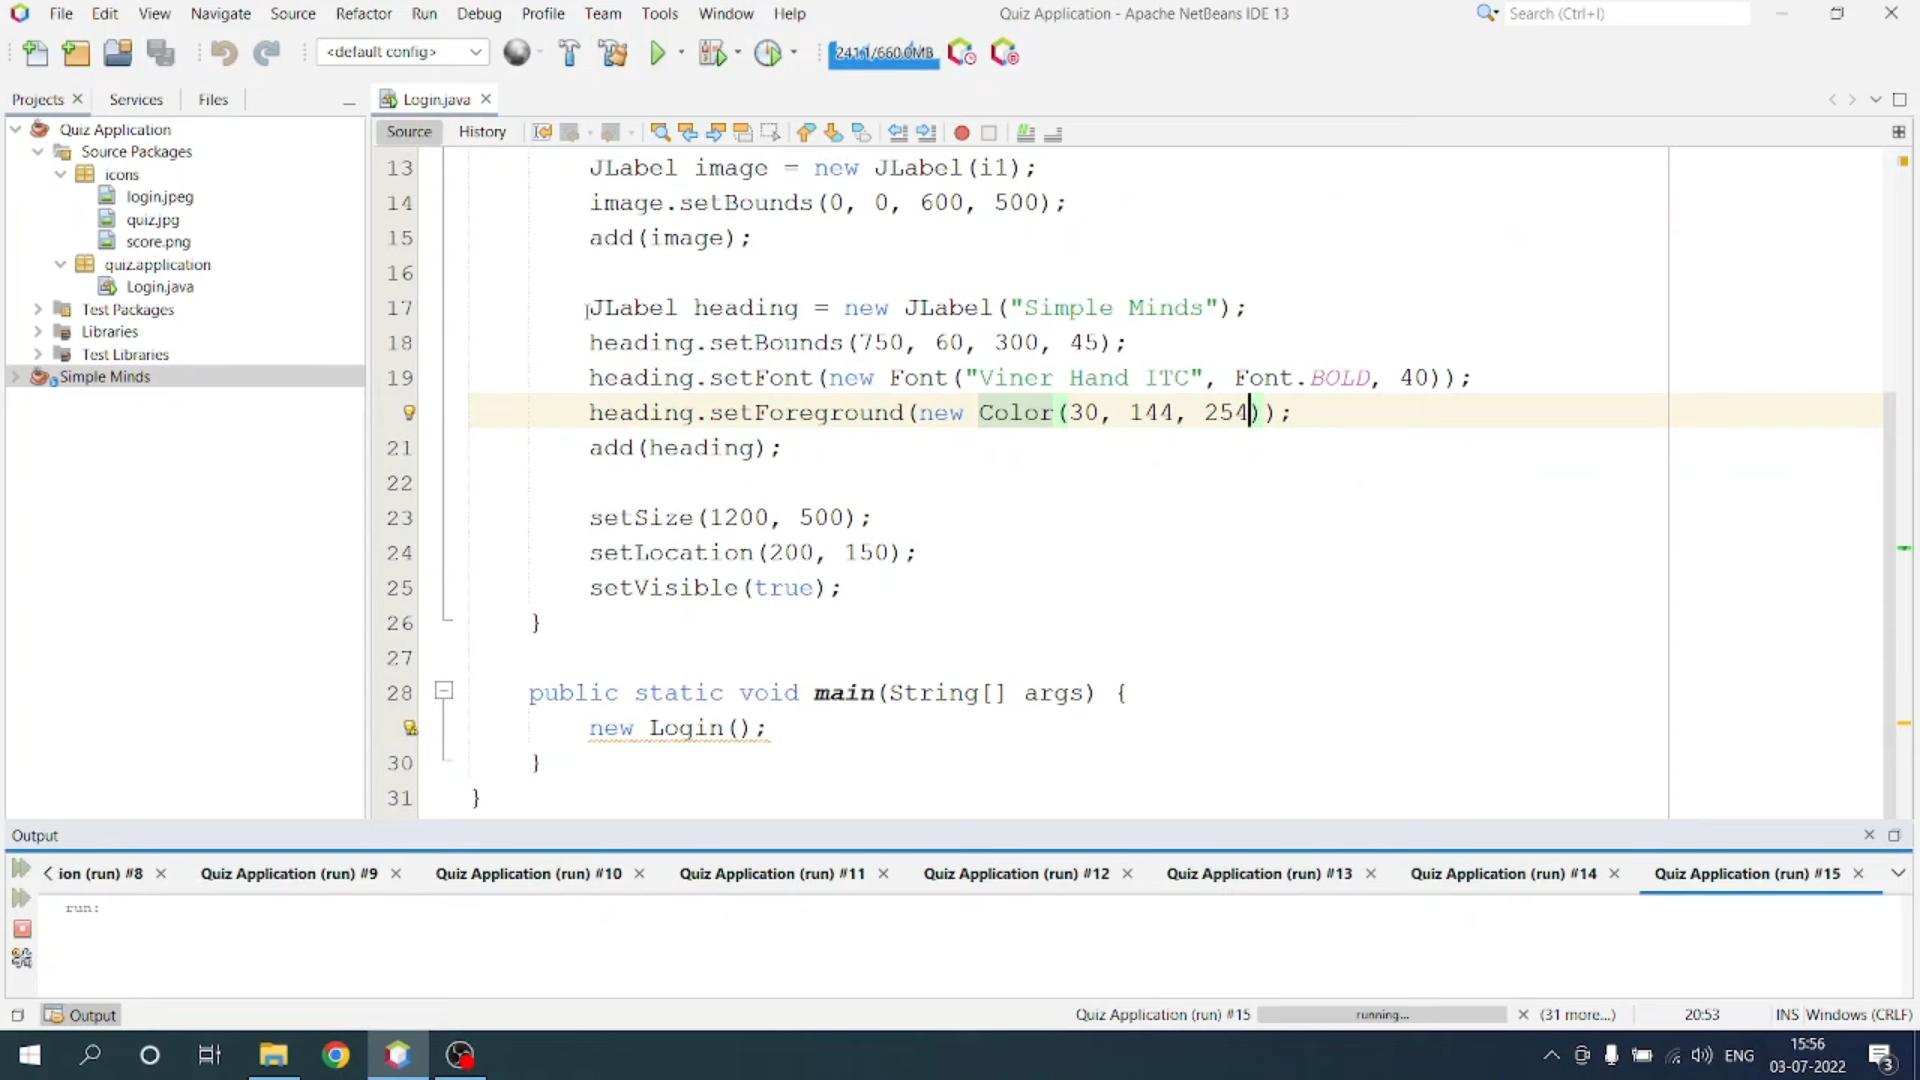 File Edit View Navigate Source Refactor Run Debug Profile Team Tools Window Help Quiz Application - Apache NetBeans IDE 13 Search (Ctrl+I)
<default config> 241.1/660.0MB
Projects Services Files Login.java
Source History
Quiz Application
Source Packages
icons
login.jpeg
quiz.jpg
score.png
quiz.application
Login.java
Test Packages
Libraries
Test Libraries
Simple Minds
13 JLabel image = new JLabel(i1);
14 image.setBounds(0, 0, 600, 500);
15 add(image);
16
17 JLabel heading = new JLabel("Simple Minds");
18 heading.setBounds(750, 60, 300, 45);
19 heading.setFont(new Font("Viner Hand ITC", Font.BOLD, 40));
heading.setForeground(new Color(30, 144, 254));
21 add(heading);
22
23 setSize(1200, 500);
24 setLocation(200, 150);
25 setVisible(true);
26 }
27
28 public static void main(String[] args) {
new Login();
30 }
31 }
Output
ion (run) #8 Quiz Application (run) #9 Quiz Application (run) #10 Quiz Application (run) #11 Quiz Application (run) #12 Quiz Application (run) #13 Quiz Application (run) #14 Quiz Application (run) #15
run:
Output Quiz Application (run) #15 running... (31 more...) 20:53 INS Windows (CRLF)
ENG 15:56
03-07-2022 3